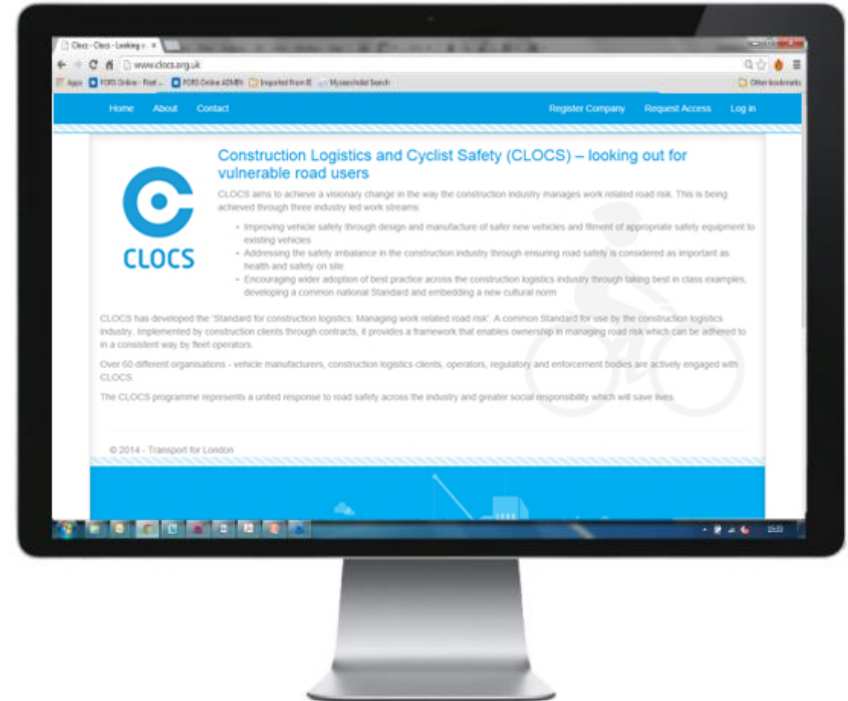 Clocs - Clocs - Looking
www.clocs.org.uk
Apps FORS Online - Fleet FORS Online ADMIN Imported From IE Mysearchdial Search Other bookmarks
Home About Contact Register Company Request Access Log in
Construction Logistics and Cyclist Safety (CLOCS) – looking out for
vulnerable road users
CLOCS aims to achieve a visionary change in the way the construction industry manages work related road risk. This is being
achieved through three industry led work streams:
• Improving vehicle safety through design and manufacture of safer new vehicles and fitment of appropriate safety equipment to
existing vehicles
• Addressing the safety imbalance in the construction industry through ensuring road safety is considered as important as
health and safety on site
• Encouraging wider adoption of best practice across the construction logistics industry through taking best in class examples,
developing a common national Standard and embedding a new cultural norm
CLOCS
CLOCS has developed the 'Standard for construction logistics: Managing work related road risk'. A common Standard for use by the construction logistics
industry. Implemented by construction clients through contracts, it provides a framework that enables ownership in managing road risk which can be adhered to
in a consistent way by fleet operators.
Over 60 different organisations - vehicle manufacturers, construction logistics clients, operators, regulatory and enforcement bodies are actively engaged with
CLOCS.
The CLOCS programme represents a united response to road safety across the industry and greater social responsibility which will save lives.
© 2014 - Transport for London